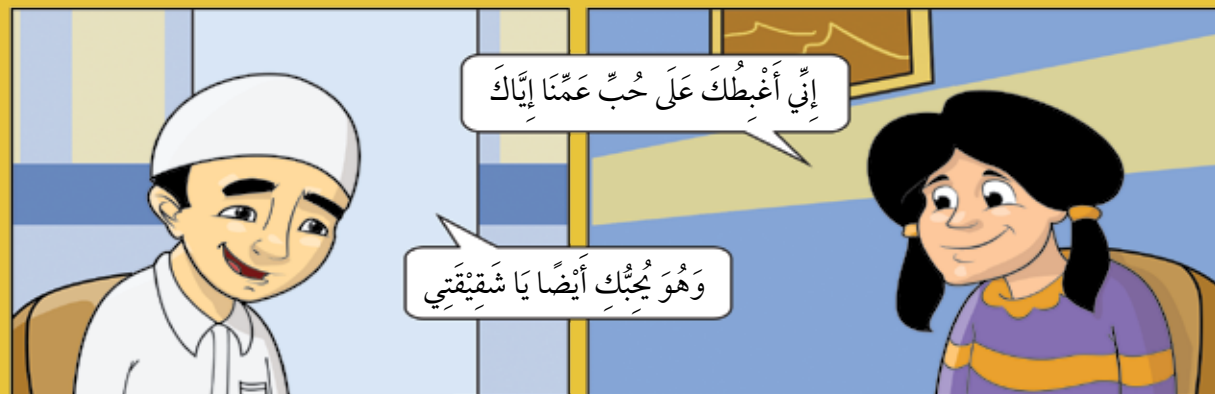 إِنِّي أَغْبِطُكَ عَلَى حُبِّ عَمِّنَا إِيَّاكَ
وَهُوَ يُحِبُّكِ أَيْضًا يَا شَقِيْقَتِي